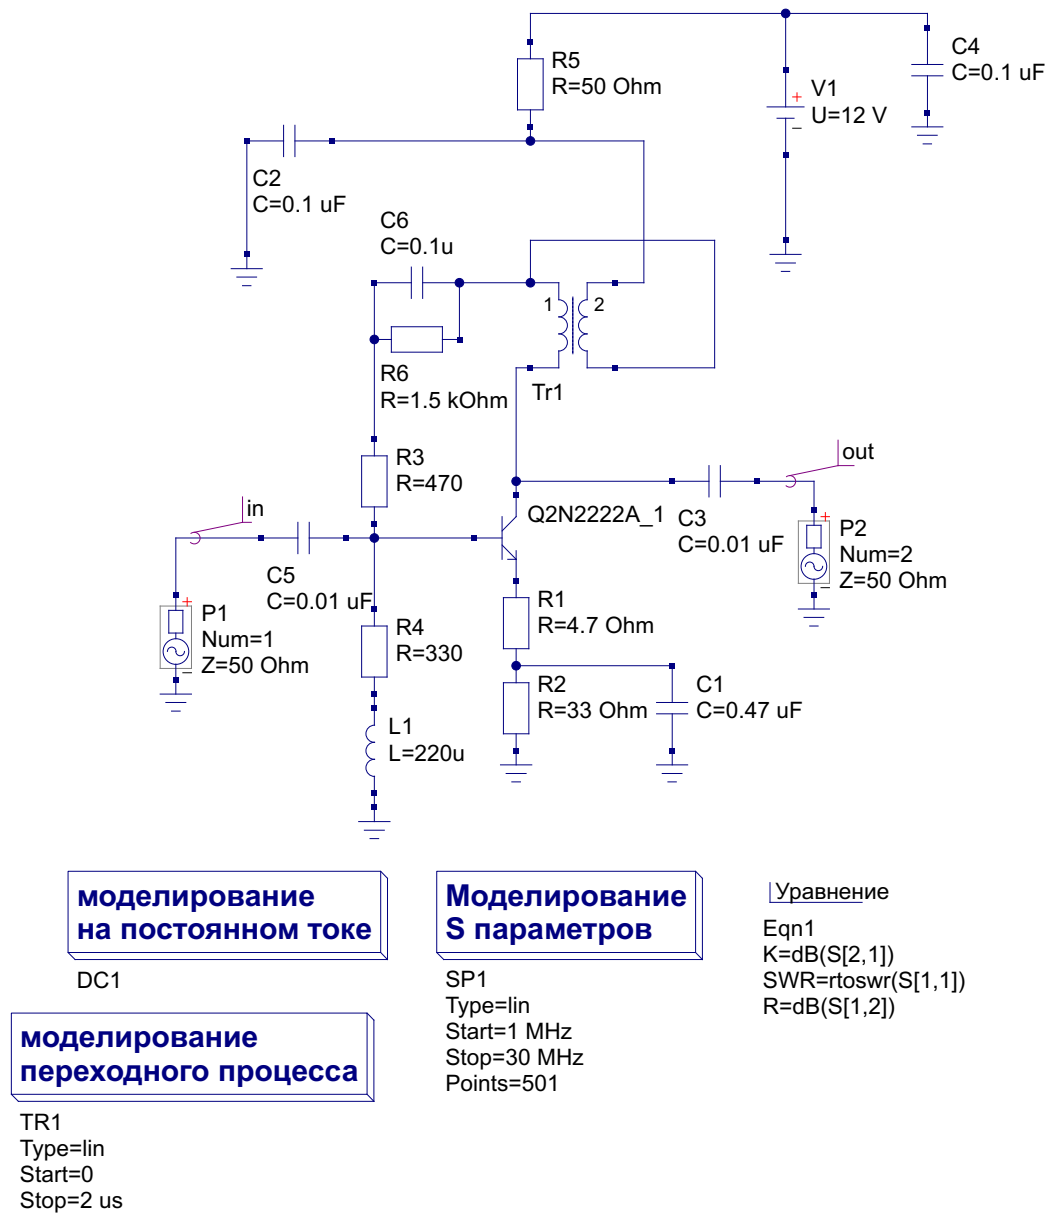 R5
R=50 Ohm
C4
C=0.1 uF
+
V1
U=12 V
−
C2
C=0.1 uF
C6
C=0.1u
1
2
R6
R=1.5 kOhm
Tr1
R3
R=470
out
in
Q2N2222A_1
C3
C=0.01 uF
+
P2
Num=2
Z=50 Ohm
−
C5
C=0.01 uF
+
P1
Num=1
Z=50 Ohm
−
R4
R=330
R1
R=4.7 Ohm
R2
R=33 Ohm
C1
C=0.47 uF
L1
L=220u
моделирование
на постоянном токе
DC1
Моделирование
S параметров
SP1
Type=lin
Start=1 MHz
Stop=30 MHz
Points=501
Уравнение
Eqn1
K=dB(S[2,1])
SWR=rtoswr(S[1,1])
R=dB(S[1,2])
моделирование
переходного процесса
TR1
Type=lin
Start=0
Stop=2 us